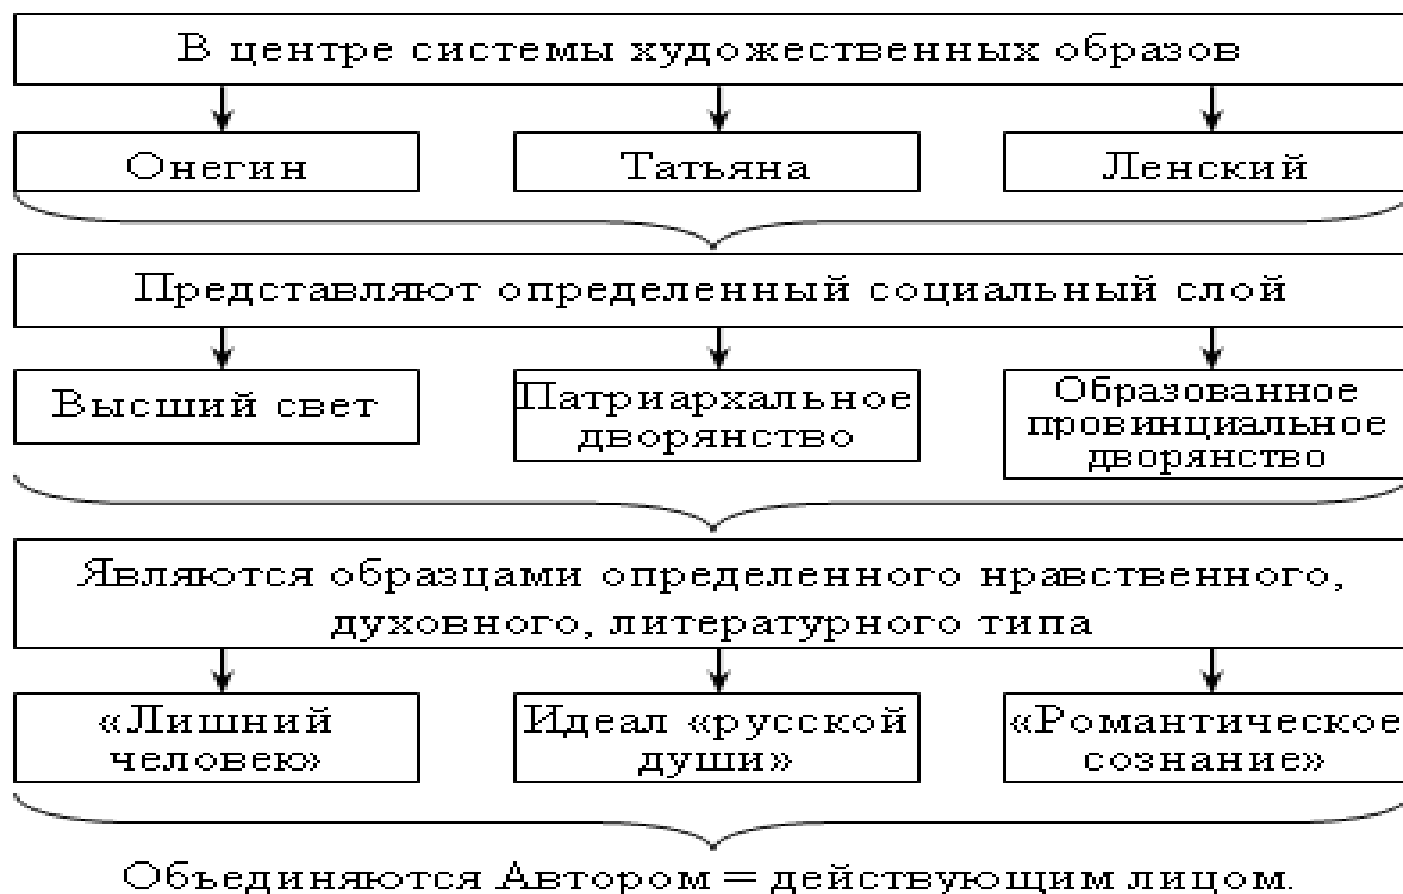 В центре системы художественных образов
Онегин
Татьяна
Ленский
Представляют определенный социальный слой
Высший свет
Патриархальное
дворянство
Образованное
провинциальное
дворянство
Являются образцами определенного нравственного,
духовного, литературного типа
«Лишний
человек»
Идеал «русской
души»
«Романтическое
сознание»
Объединяются Автором = действующим лицом.